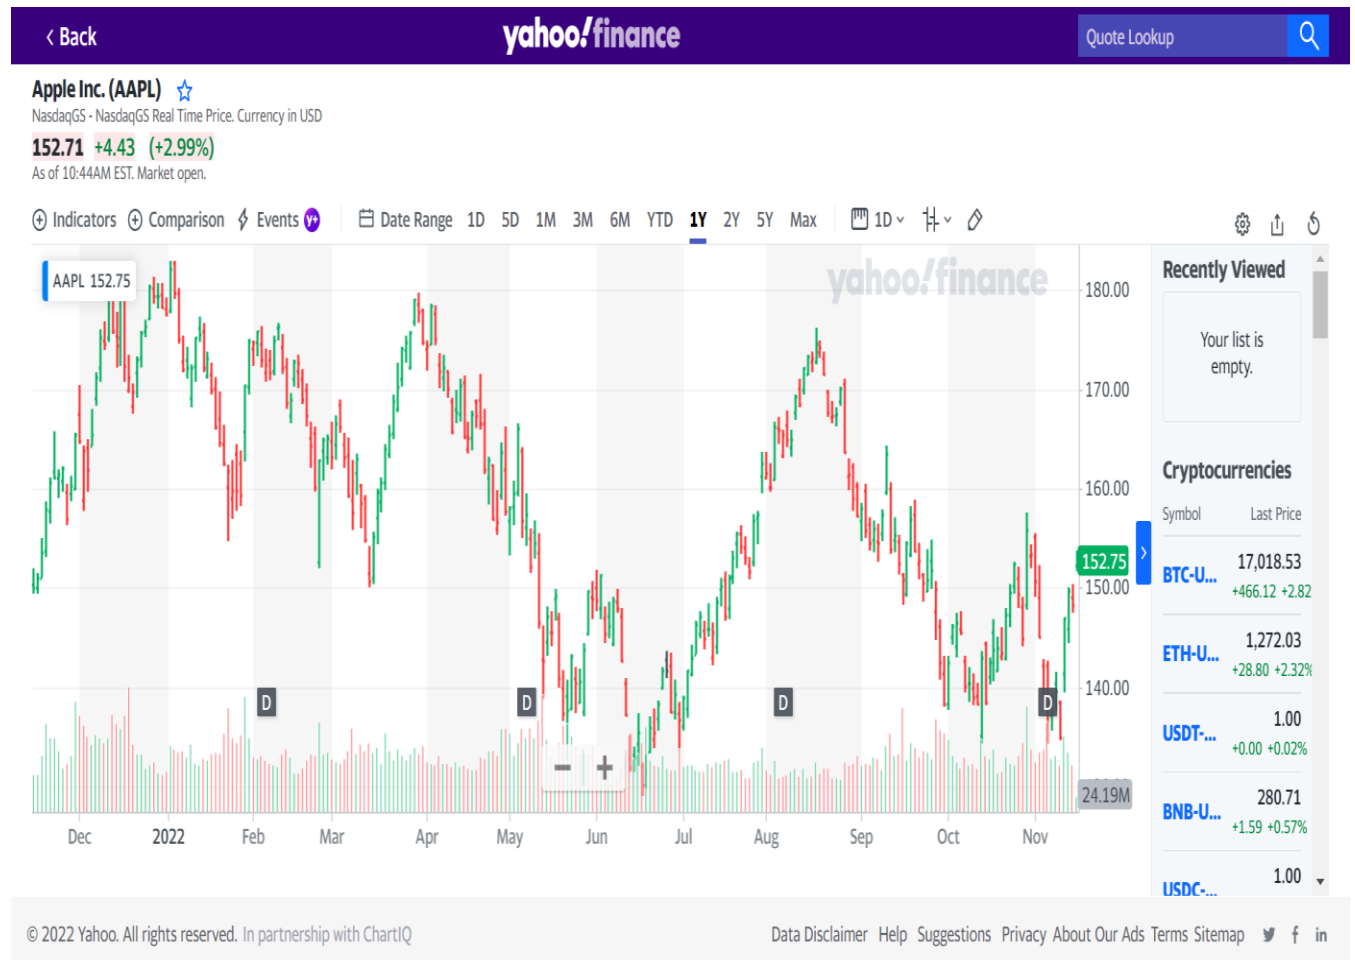 Back
yahoo!finance
Quote Lookup
Apple Inc. (AAPL)
NasdaqGS - NasdaqGS Real Time Price. Currency in USD
152.71 +4.43 (+2.99%)
As of 10:44AM EST. Market open.
Indicators Comparison Events Y+ Date Range 1D 5D 1M 3M 6M YTD 1Y 2Y 5Y Max 1D
AAPL 152.75
yahoo!finance
180.00
170.00
160.00
152.75
150.00
140.00
24.19M
D D D D
Dec 2022 Feb Mar Apr May Jun Jul Aug Sep Oct Nov
Recently Viewed
Your list is
empty.
Cryptocurrencies
Symbol Last Price
BTC-U... 17,018.53
+466.12 +2.82
ETH-U... 1,272.03
+28.80 +2.32%
USDT-... 1.00
+0.00 +0.02%
BNB-U... 280.71
+1.59 +0.57%
USDC-... 1.00
© 2022 Yahoo. All rights reserved. In partnership with ChartIQ
Data Disclaimer Help Suggestions Privacy About Our Ads Terms Sitemap